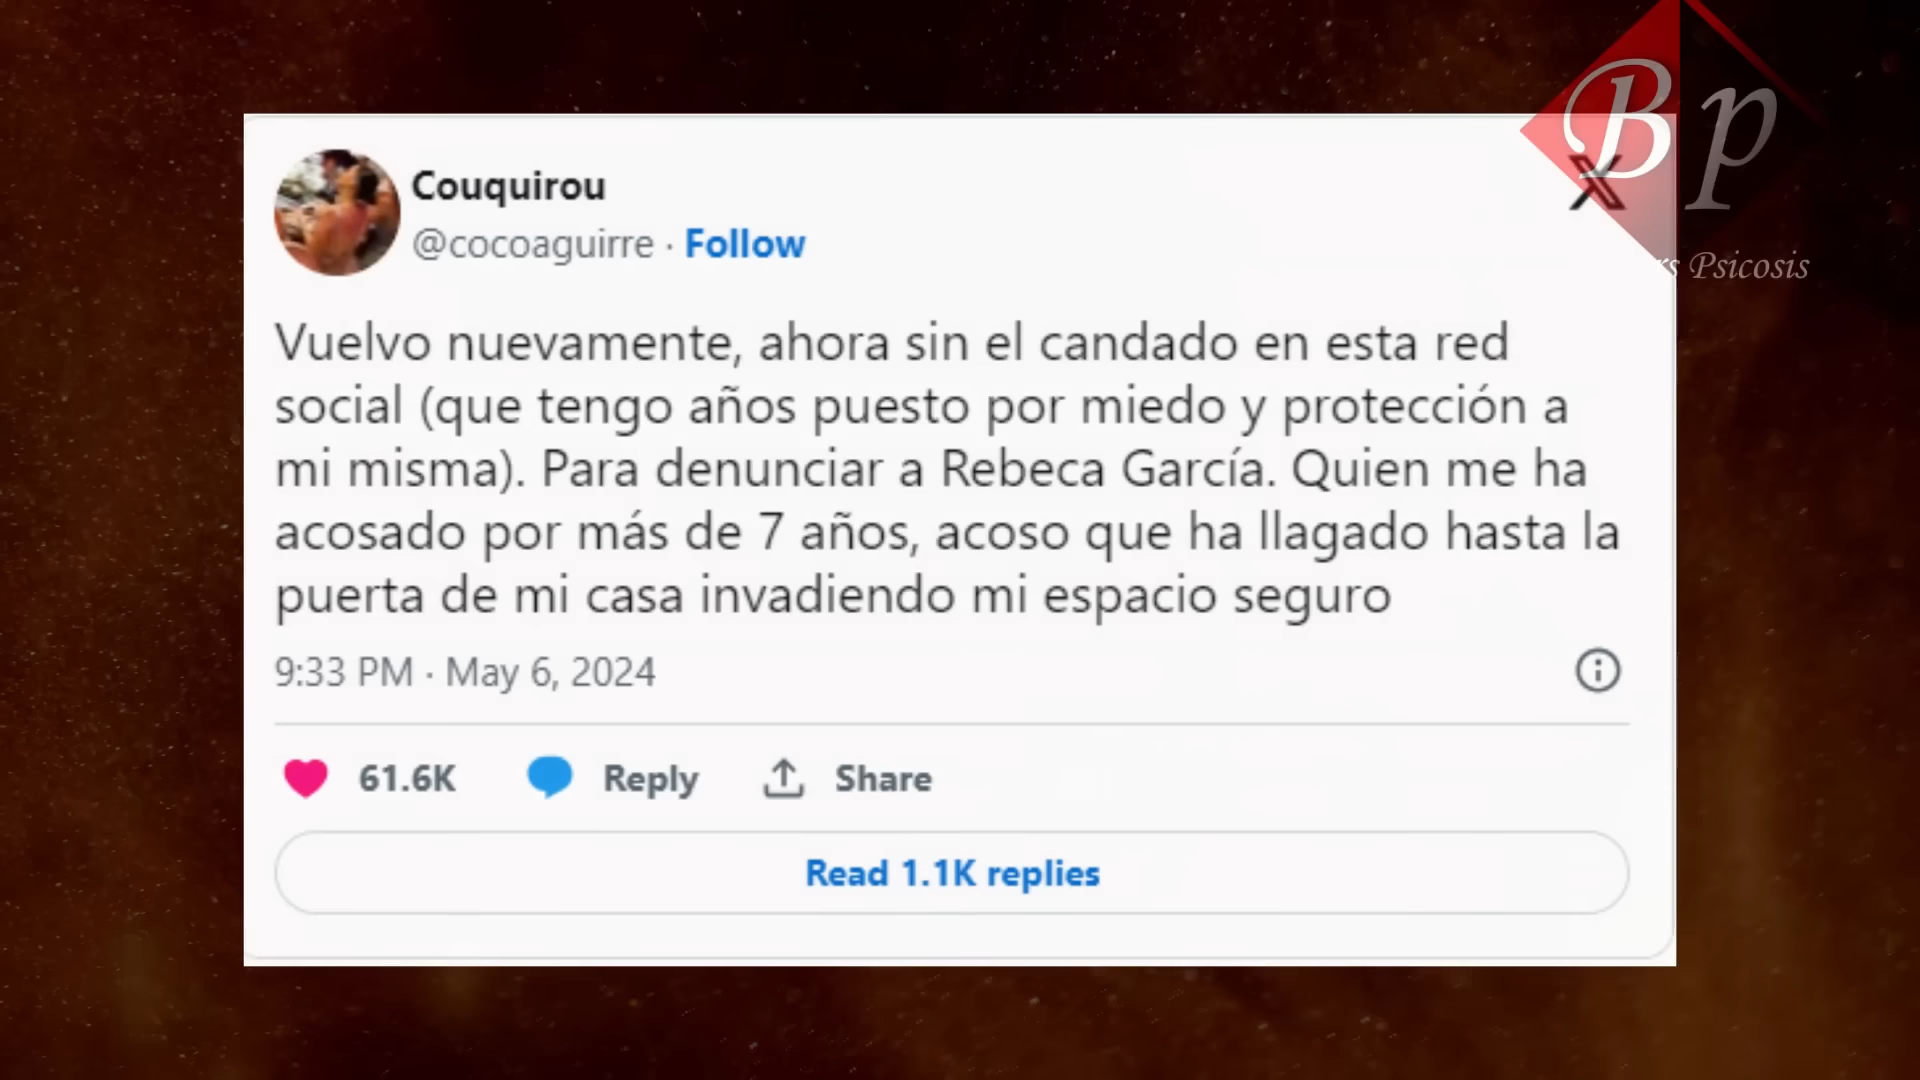 Bp
Couquirou
@cocoaguirre · Follow
rs Psicosis
Vuelvo nuevamente, ahora sin el candado en esta red
social (que tengo años puesto por miedo y protección a
mi misma). Para denunciar a Rebeca García. Quien me ha
acosado por más de 7 años, acoso que ha llagado hasta la
puerta de mi casa invadiendo mi espacio seguro
9:33 PM · May 6, 2024
61.6K Reply Share
Read 1.1K replies